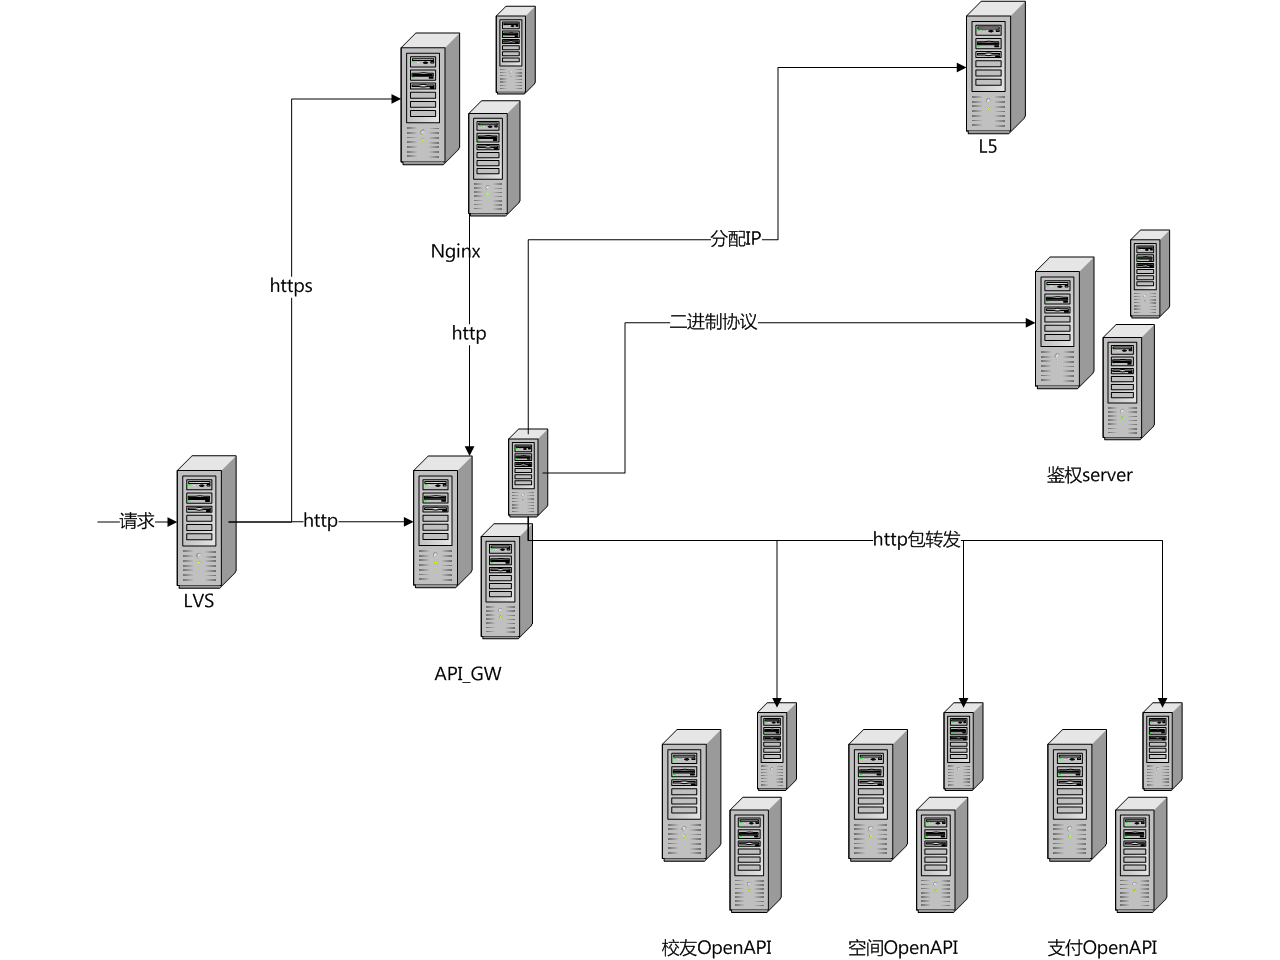 L5
Nginx
分配IP
https
二进制协议
http
鉴权server
请求
http
http包转发
LVS
API_GW
校友OpenAPI
空间OpenAPI
支付OpenAPI